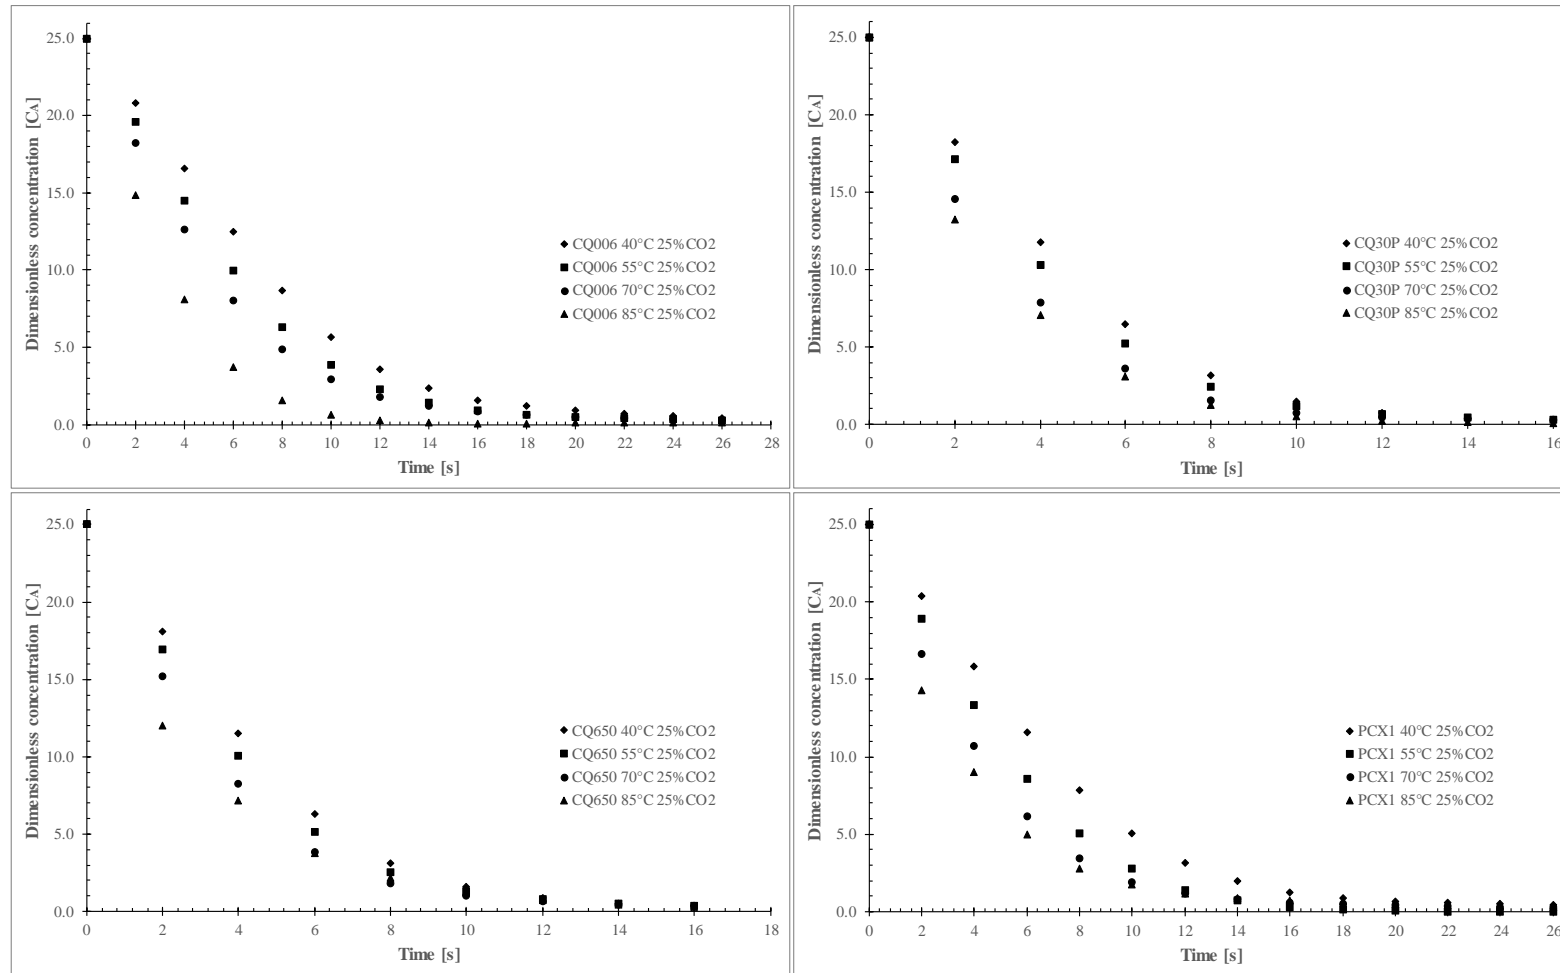 Dimensionless concentration [CA]
25.0
20.0
15.0
10.0
5.0
0.0
CQ006 40°C 25%CO2
CQ006 55°C 25%CO2
CQ006 70°C 25%CO2
CQ006 85°C 25%CO2
0 2 4 6 8 10 12 14 16 18 20 22 24 26 28
Time [s]
Dimensionless concentration [CA]
25.0
20.0
15.0
10.0
5.0
0.0
CQ30P 40°C 25%CO2
CQ30P 55°C 25%CO2
CQ30P 70°C 25%CO2
CQ30P 85°C 25%CO2
0 2 4 6 8 10 12 14 16
Time [s]
Dimensionless concentration [CA]
25.0
20.0
15.0
10.0
5.0
0.0
CQ650 40°C 25%CO2
CQ650 55°C 25%CO2
CQ650 70°C 25%CO2
CQ650 85°C 25%CO2
0 2 4 6 8 10 12 14 16 18
Time [s]
Dimensionless concentration [CA]
25.0
20.0
15.0
10.0
5.0
0.0
PCX1 40°C 25%CO2
PCX1 55°C 25%CO2
PCX1 70°C 25%CO2
PCX1 85°C 25%CO2
0 2 4 6 8 10 12 14 16 18 20 22 24 26
Time [s]